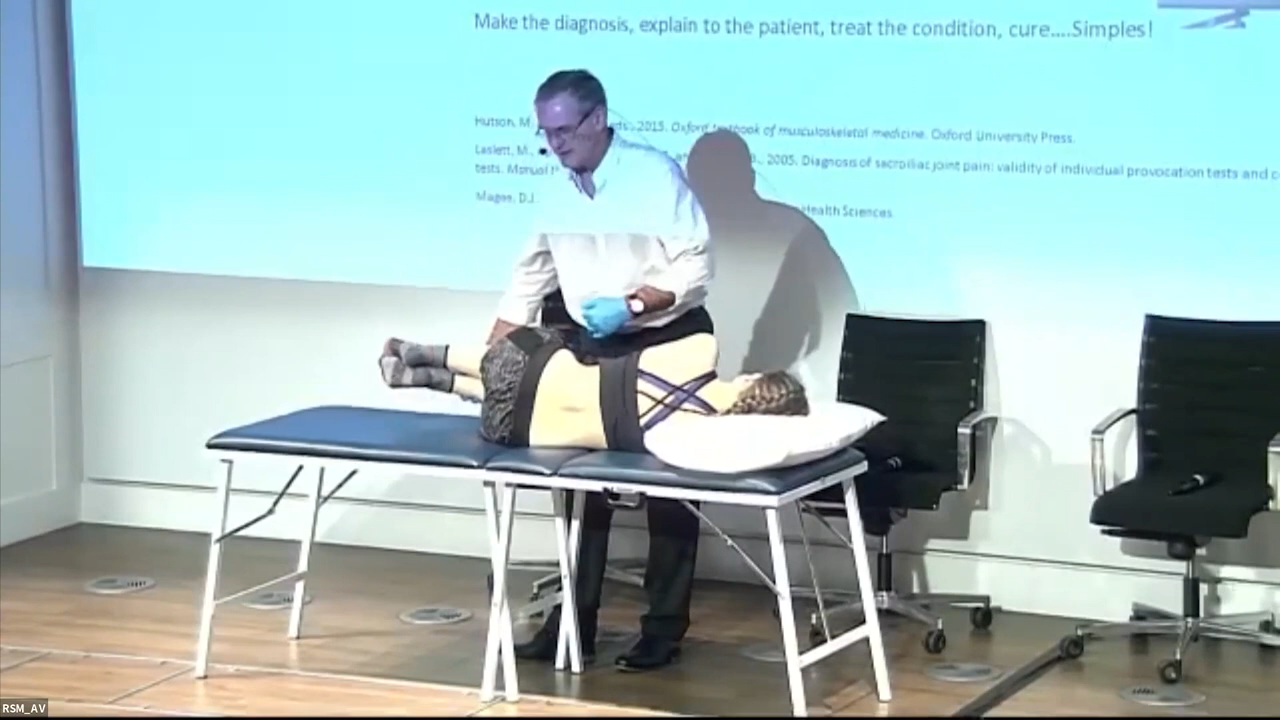 Make the diagnosis, explain to the patient, treat the condition, cure....Simples!
Hutson, M eds., 2015. Oxford textbook of musculoskeletal medicine. Oxford University Press.
Laslett, M., B., 2005. Diagnosis of sacroiliac joint pain: validity of individual provocation tests and
tests. Manual
Magee, D.J. Health Sciences
RSM_AV